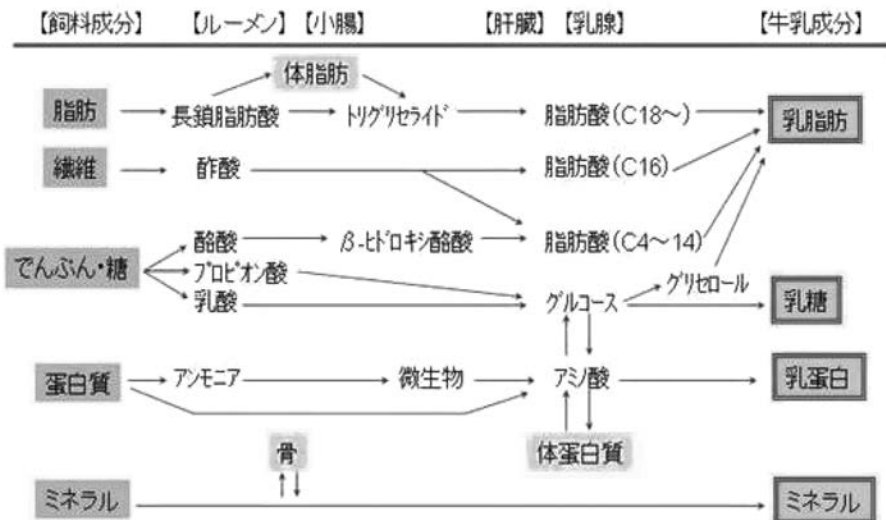 【飼料成分】 【ルーメン】 【小腸】 【肝臓】 【乳腺】 【牛乳成分】
体脂肪
脂肪 長鎖脂肪酸 トリグリセライド 脂肪酸(C18～) 乳脂肪
繊維 酢酸 脂肪酸(C16)
酪酸 β-ヒドロキシ酪酸 脂肪酸(C4～14)
でんぷん・糖 プロピオン酸 グリセロール
乳酸 グルコース 乳糖
蛋白質 アンモニア 微生物 アミノ酸 乳蛋白
骨 体蛋白質
ミネラル ミネラル